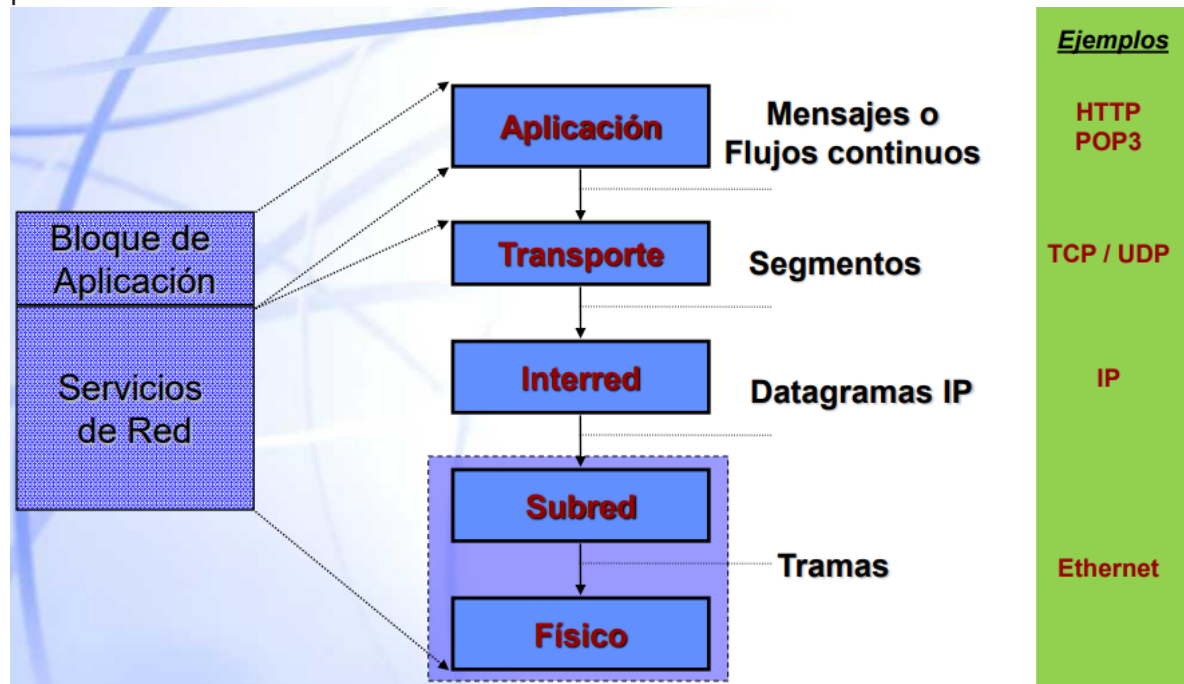 Ejemplos
Aplicación
Mensajes o
Flujos continuos
HTTP
POP3
Bloque de
Aplicación
Transporte
Segmentos
TCP / UDP
Servicios
de Red
Interred
Datagramas IP
IP
Subred
Tramas
Ethernet
Físico